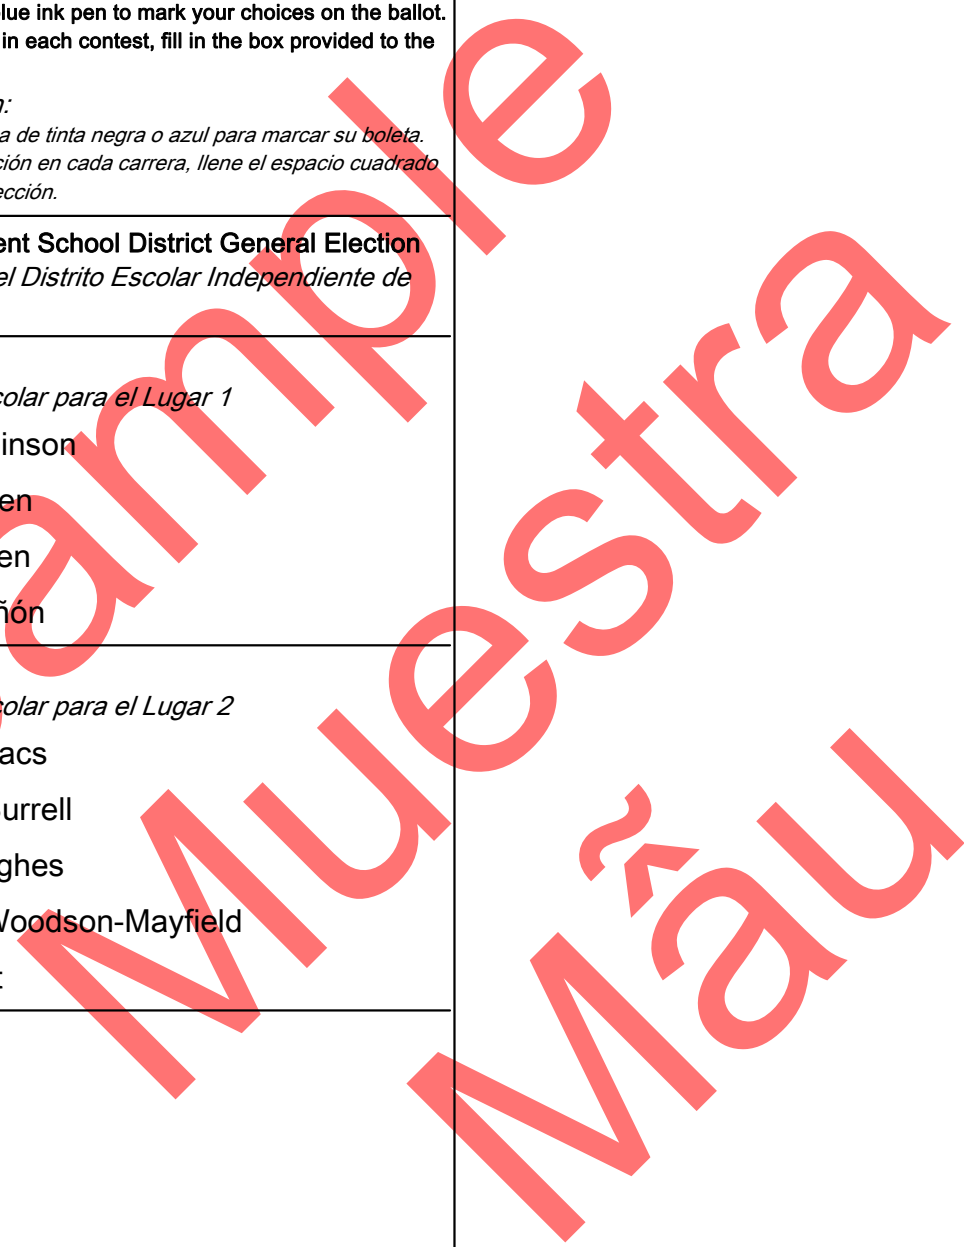 lue ink pen to mark your choices on the ballot.
in each contest, fill in the box provided to the
n:
a de tinta negra o azul para marcar su boleta.
ción en cada carrera, llene el espacio cuadrado
ección.
ent School District General Election
el Distrito Escolar Independiente de
colar para el Lugar 1
inson
en
en
ñón
colar para el Lugar 2
acs
Burrell
ghes
Woodson-Mayfield
t
ample
Muestra
Mẫu